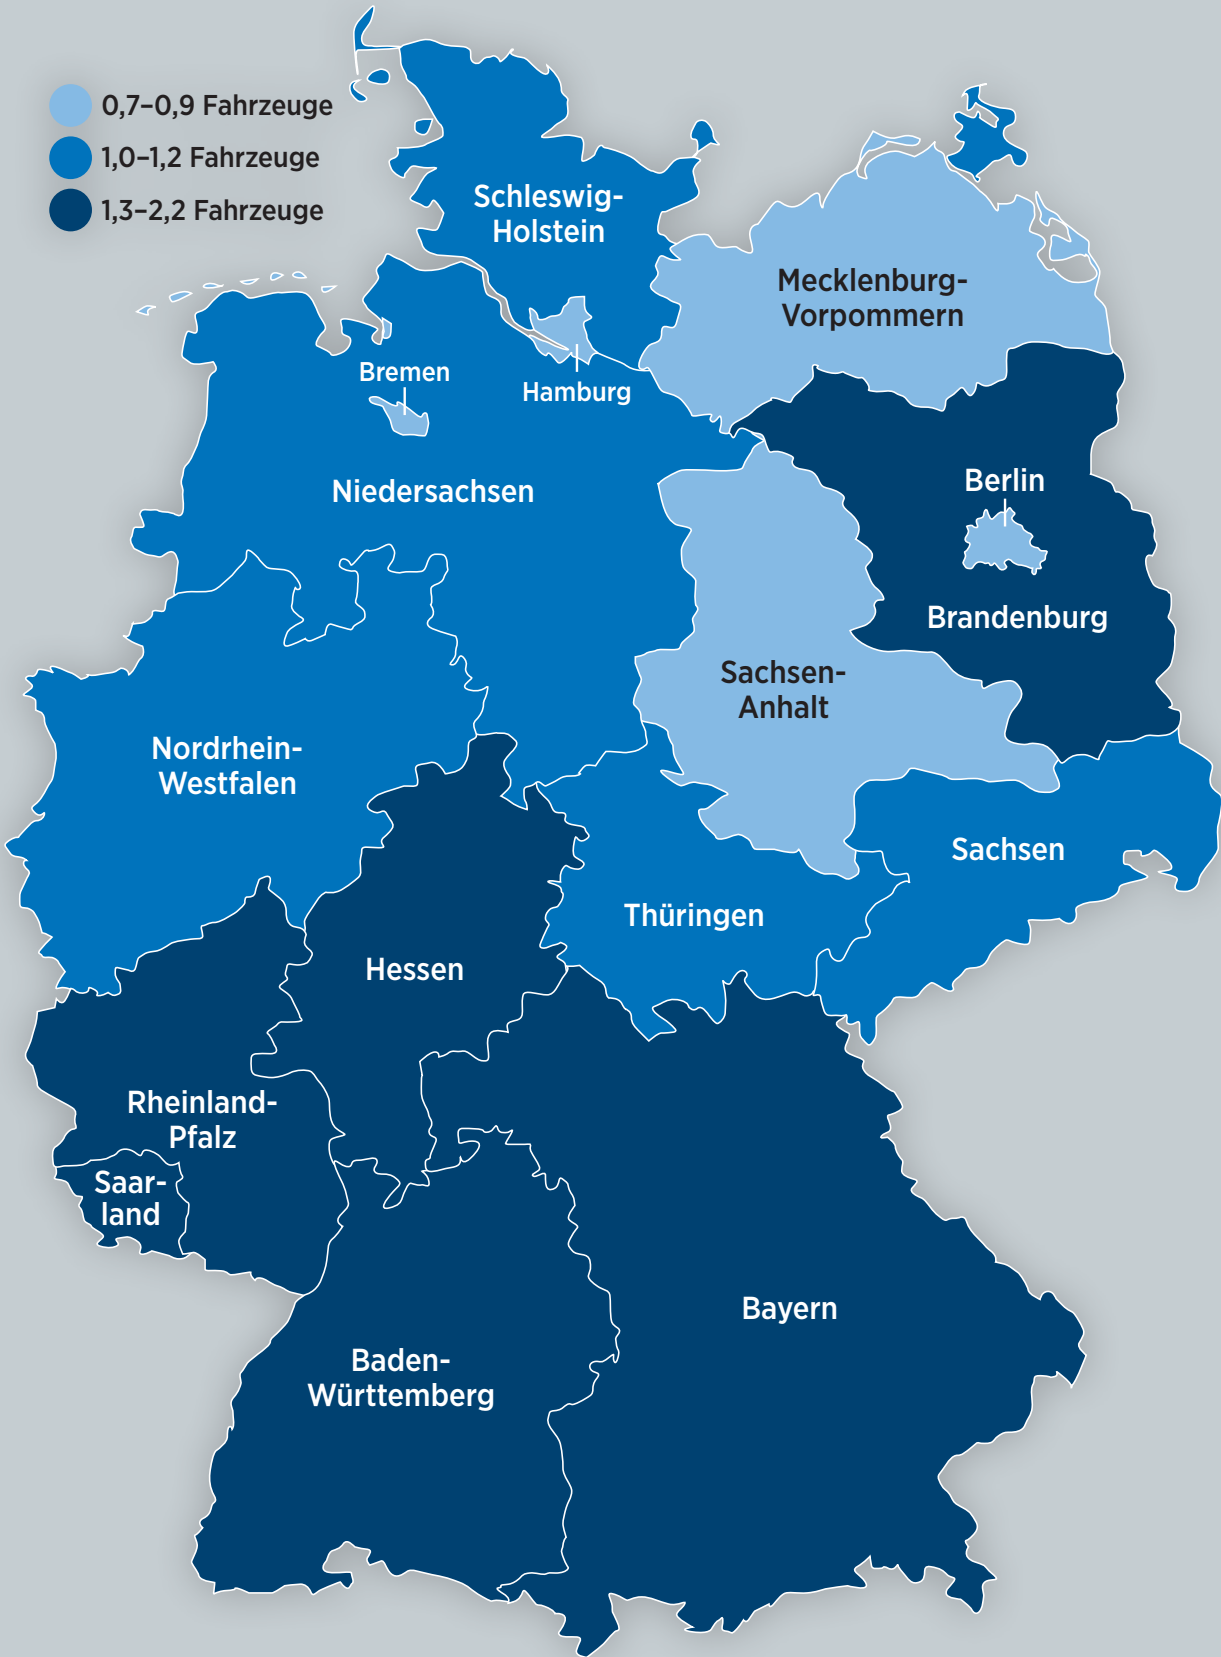 0,7–0,9 Fahrzeuge
1,0–1,2 Fahrzeuge
1,3–2,2 Fahrzeuge
Schleswig-
Holstein
Mecklenburg-
Vorpommern
Bremen
Hamburg
Niedersachsen
Berlin
Brandenburg
Sachsen-
Anhalt
Nordrhein-
Westfalen
Sachsen
Thüringen
Hessen
Rheinland-
Pfalz
Saar-
land
Bayern
Baden-
Württemberg